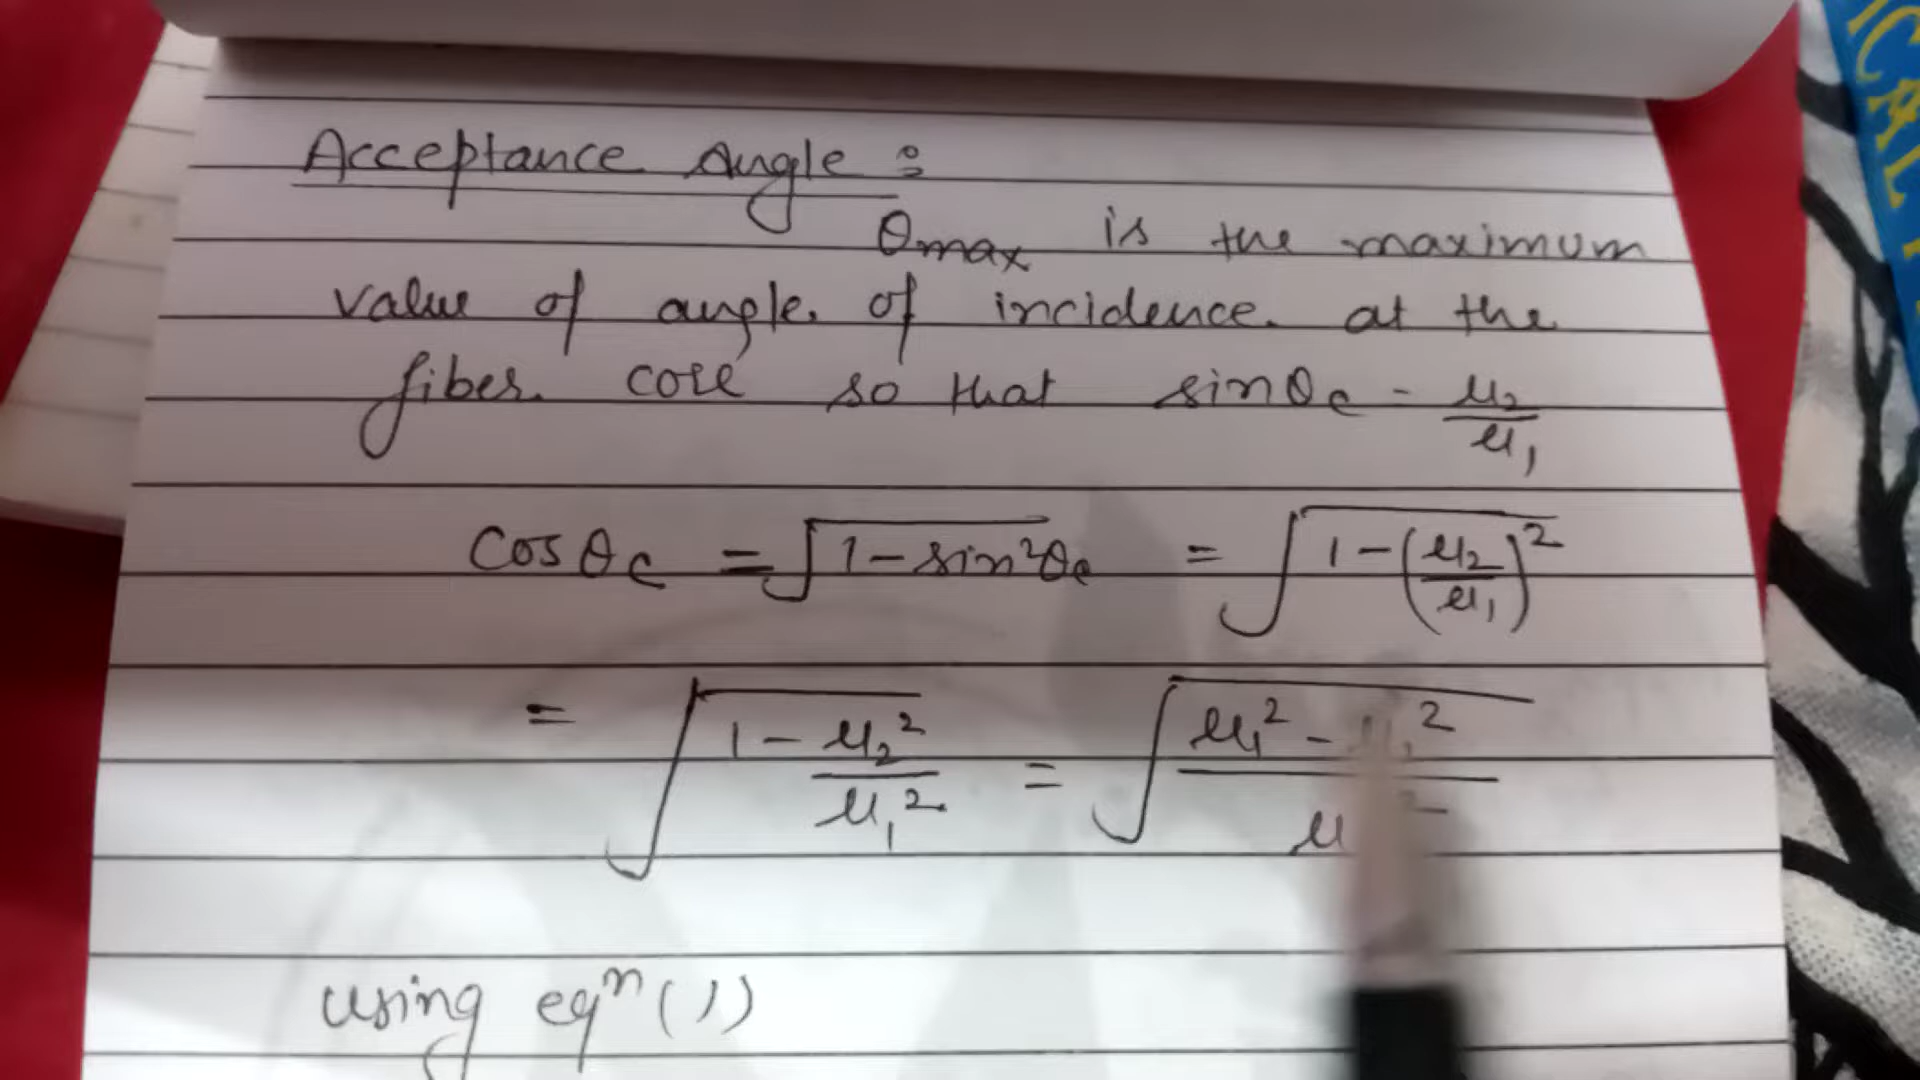 Acceptance Angle :
θmax is the maximum
value of angle of incidence at the
fiber core so that sinθc - μ2/μ1
cosθc = √(1-sin²θc) = √(1-(μ2/μ1)²)
= √(1-μ2²/μ1²) = √((μ1² - 
using eqn (1)
ICAL